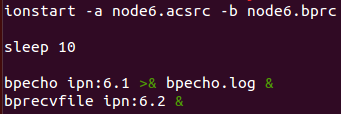 ionstart -a node6.acsrc -b node6.bprc
sleep 10
bpecho ipn:6.1 >& bpecho.log &
bprecvfile ipn:6.2 &